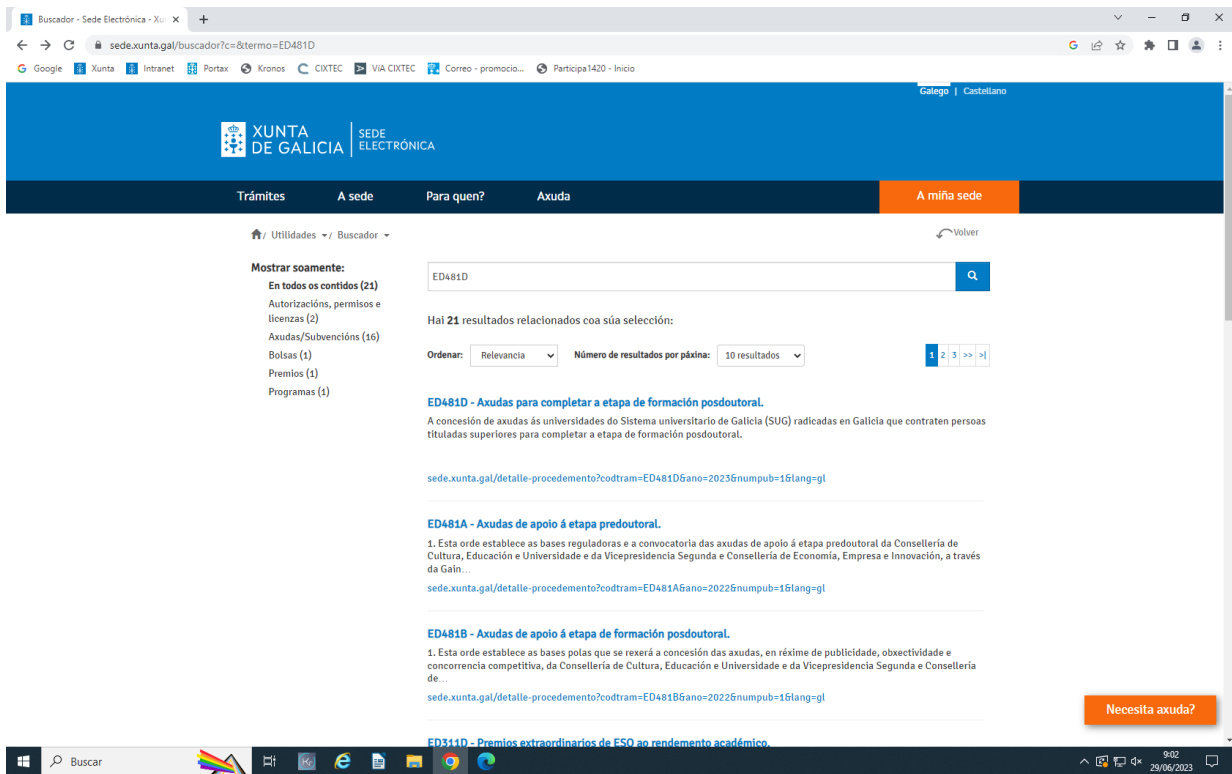 Buscador - Sede Electrónica - Xu
sede.xunta.gal/buscador?c=&termo=ED481D
Google Xunta Intranet Portax Kronos CIXTEC VIA CIXTEC Correo - promocio... Participa1420 - Inicio
Galego | Castellano
XUNTA DE GALICIA
SEDE ELECTRÓNICA
Trámites A sede Para quen? Axuda A miña sede
/ Utilidades / Buscador
Volver
Mostrar soamente:
En todos os contidos (21)
Autorizacións, permisos e
licenzas (2)
Axudas/Subvencións (16)
Bolsas (1)
Premios (1)
Programas (1)
ED481D
Hai 21 resultados relacionados coa súa selección:
Ordenar: Relevancia Número de resultados por páxina: 10 resultados 1 2 3 >> >|
ED481D - Axudas para completar a etapa de formación posdoutoral.
A concesión de axudas ás universidades do Sistema universitario de Galicia (SUG) radicadas en Galicia que contraten persoas
tituladas superiores para completar a etapa de formación posdoutoral.
sede.xunta.gal/detalle-procedemento?codtram=ED481D&ano=2023&numpub=1&lang=gl
ED481A - Axudas de apoio á etapa predoutoral.
1. Esta orde establece as bases reguladoras e a convocatoria das axudas de apoio á etapa predoutoral da Consellería de
Cultura, Educación e Universidade e da Vicepresidencia Segunda e Consellería de Economía, Empresa e Innovación, a través
da Gain...
sede.xunta.gal/detalle-procedemento?codtram=ED481A&ano=2022&numpub=1&lang=gl
ED481B - Axudas de apoio á etapa de formación posdoutoral.
1. Esta orde establece as bases polas que se rexerá a concesión das axudas, en réxime de publicidade, obxectividade e
concorrencia competitiva, da Consellería de Cultura, Educación e Universidade e da Vicepresidencia Segunda e Consellería
de...
sede.xunta.gal/detalle-procedemento?codtram=ED481B&ano=2022&numpub=1&lang=gl
Necesita axuda?
ED311D - Premios extraordinarios de ESO ao rendemento académico.
Buscar
9:02
29/06/2023